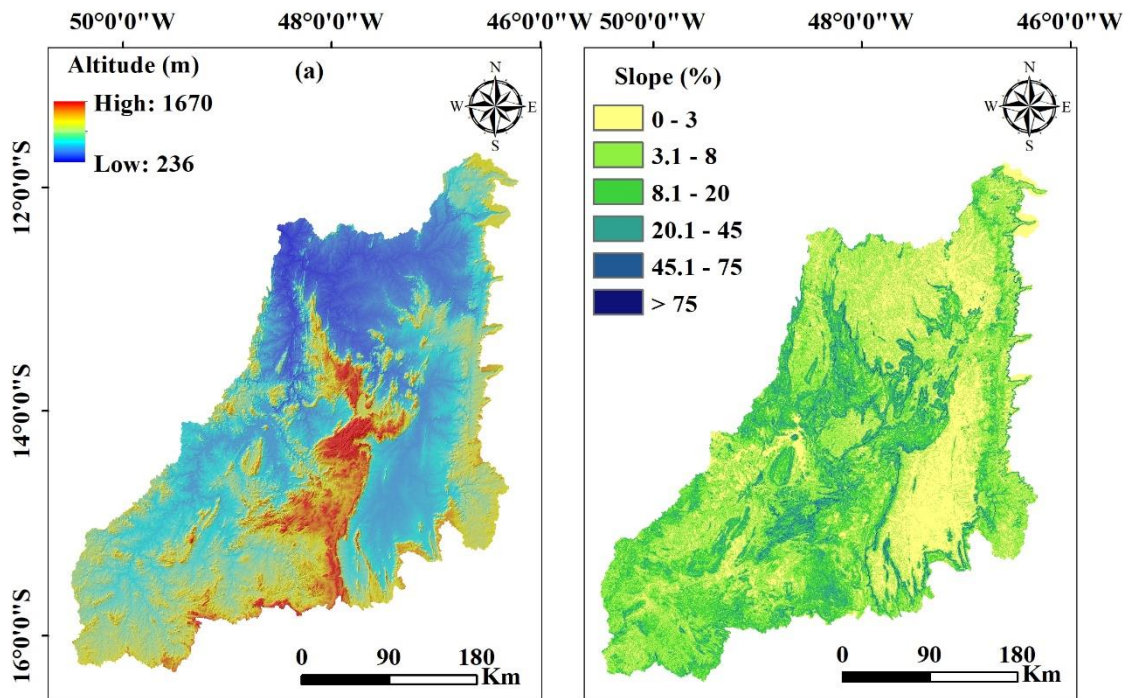 50°0'0"W 48°0'0"W 46°0'0"W
Altitude (m)
(a)
High: 1670
Low: 236
N
W E
S
12°0'0"S
14°0'0"S
16°0'0"S
0 90 180
Km
50°0'0"W 48°0'0"W 46°0'0"W
Slope (%)
0 - 3
3.1 - 8
8.1 - 20
20.1 - 45
45.1 - 75
> 75
N
W E
S
0 90 180
Km